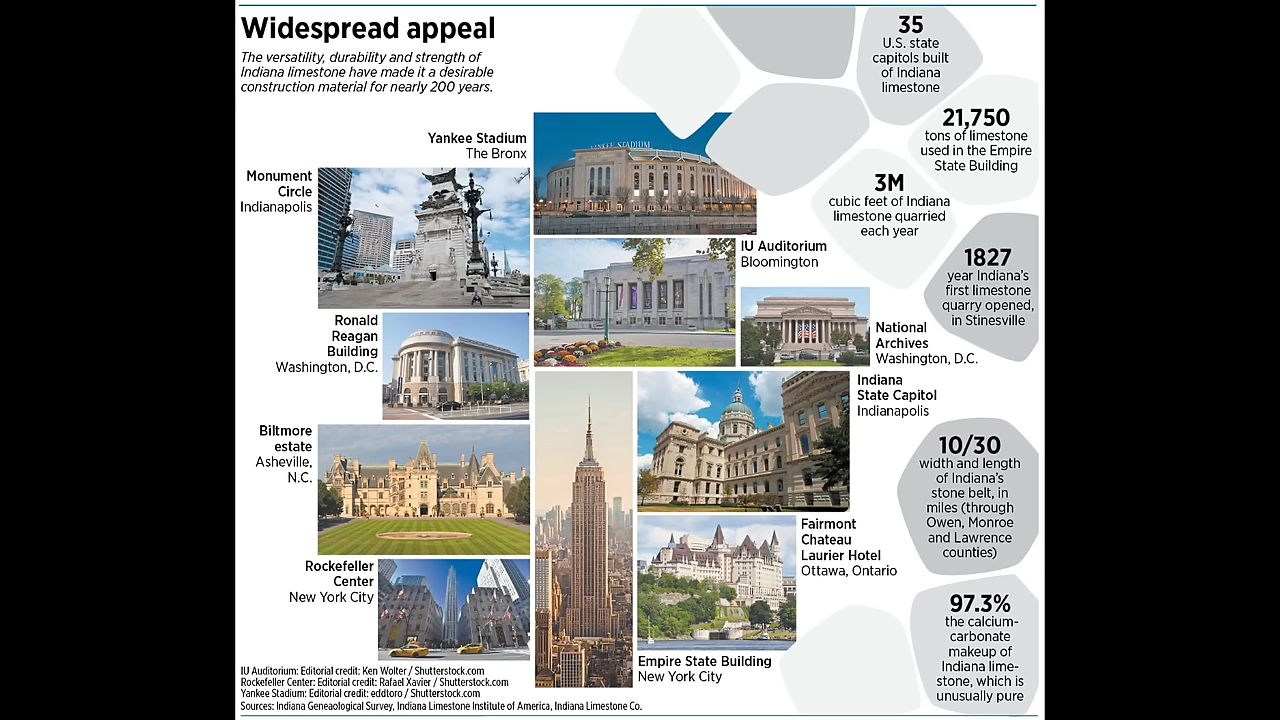 Widespread appeal
The versatility, durability and strength of
Indiana limestone have made it a desirable
construction material for nearly 200 years.
35
U.S. state
capitols built
of Indiana
limestone
21,750
tons of limestone
used in the Empire
State Building
3M
cubic feet of Indiana
limestone quarried
each year
1827
year Indiana's
first limestone
quarry opened,
in Stinesville
10/30
width and length
of Indiana's
stone belt, in
miles (through
Owen, Monroe
and Lawrence
counties)
97.3%
the calcium-
carbonate
makeup of
Indiana lime-
stone, which is
unusually pure
Yankee Stadium
The Bronx
YANKEE STADIUM
Monument
Circle
Indianapolis
IU Auditorium
Bloomington
Ronald
Reagan
Building
Washington, D.C.
National
Archives
Washington, D.C.
Indiana
State Capitol
Indianapolis
Biltmore
estate
Asheville,
N.C.
Fairmont
Chateau
Laurier Hotel
Ottawa, Ontario
Rockefeller
Center
New York City
Empire State Building
New York City
IU Auditorium: Editorial credit: Ken Wolter / Shutterstock.com
Rockefeller Center: Editorial credit: Rafael Xavier / Shutterstock.com
Yankee Stadium: Editorial credit: eddtoro / Shutterstock.com
Sources: Indiana Geneaological Survey, Indiana Limestone Institute of America, Indiana Limestone Co.